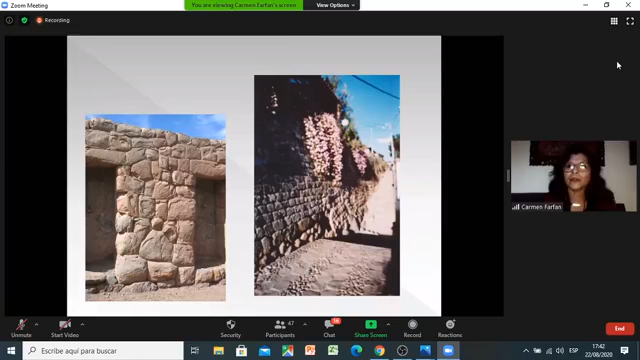 Zoom Meeting
You are viewing Carmen Farfan's screen
View Options
Recording
Carmen Farfan
Unmute
Start Video
Security
Participants
47
Chat
Share Screen
Record
Reactions
End
Escribe aquí para buscar
ESP
17:42
22/08/2020